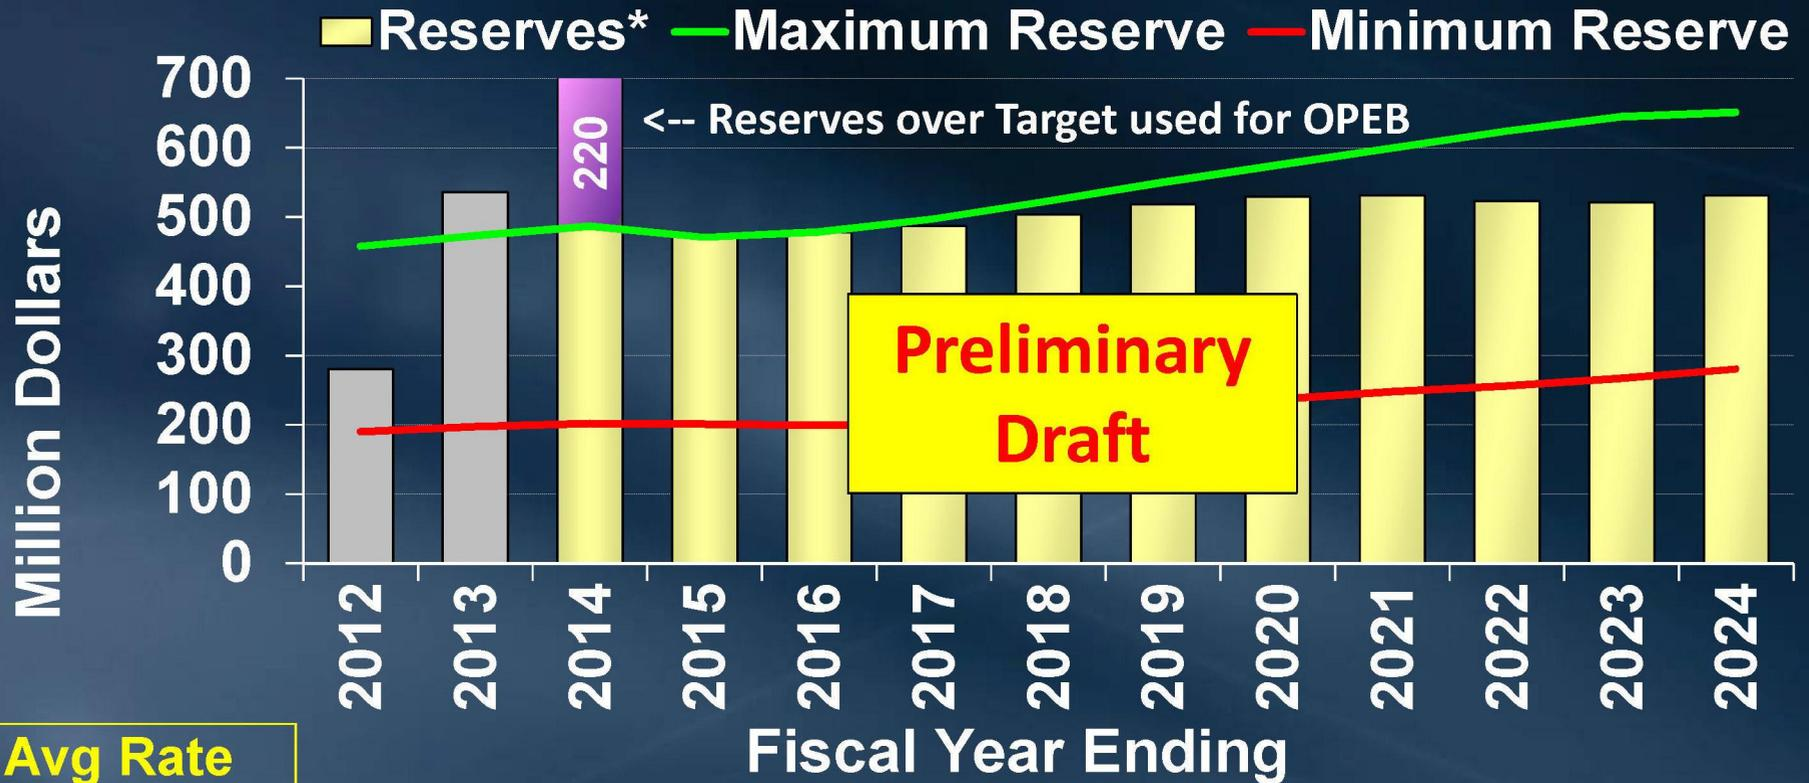 Reserves* Maximum Reserve Minimum Reserve
700
600
500
400
300
200
100
0
Million Dollars
220
<-- Reserves over Target used for OPEB
Preliminary
Draft
2012 2013 2014 2015 2016 2017 2018 2019 2020 2021 2022 2023 2024
Fiscal Year Ending
Avg Rate